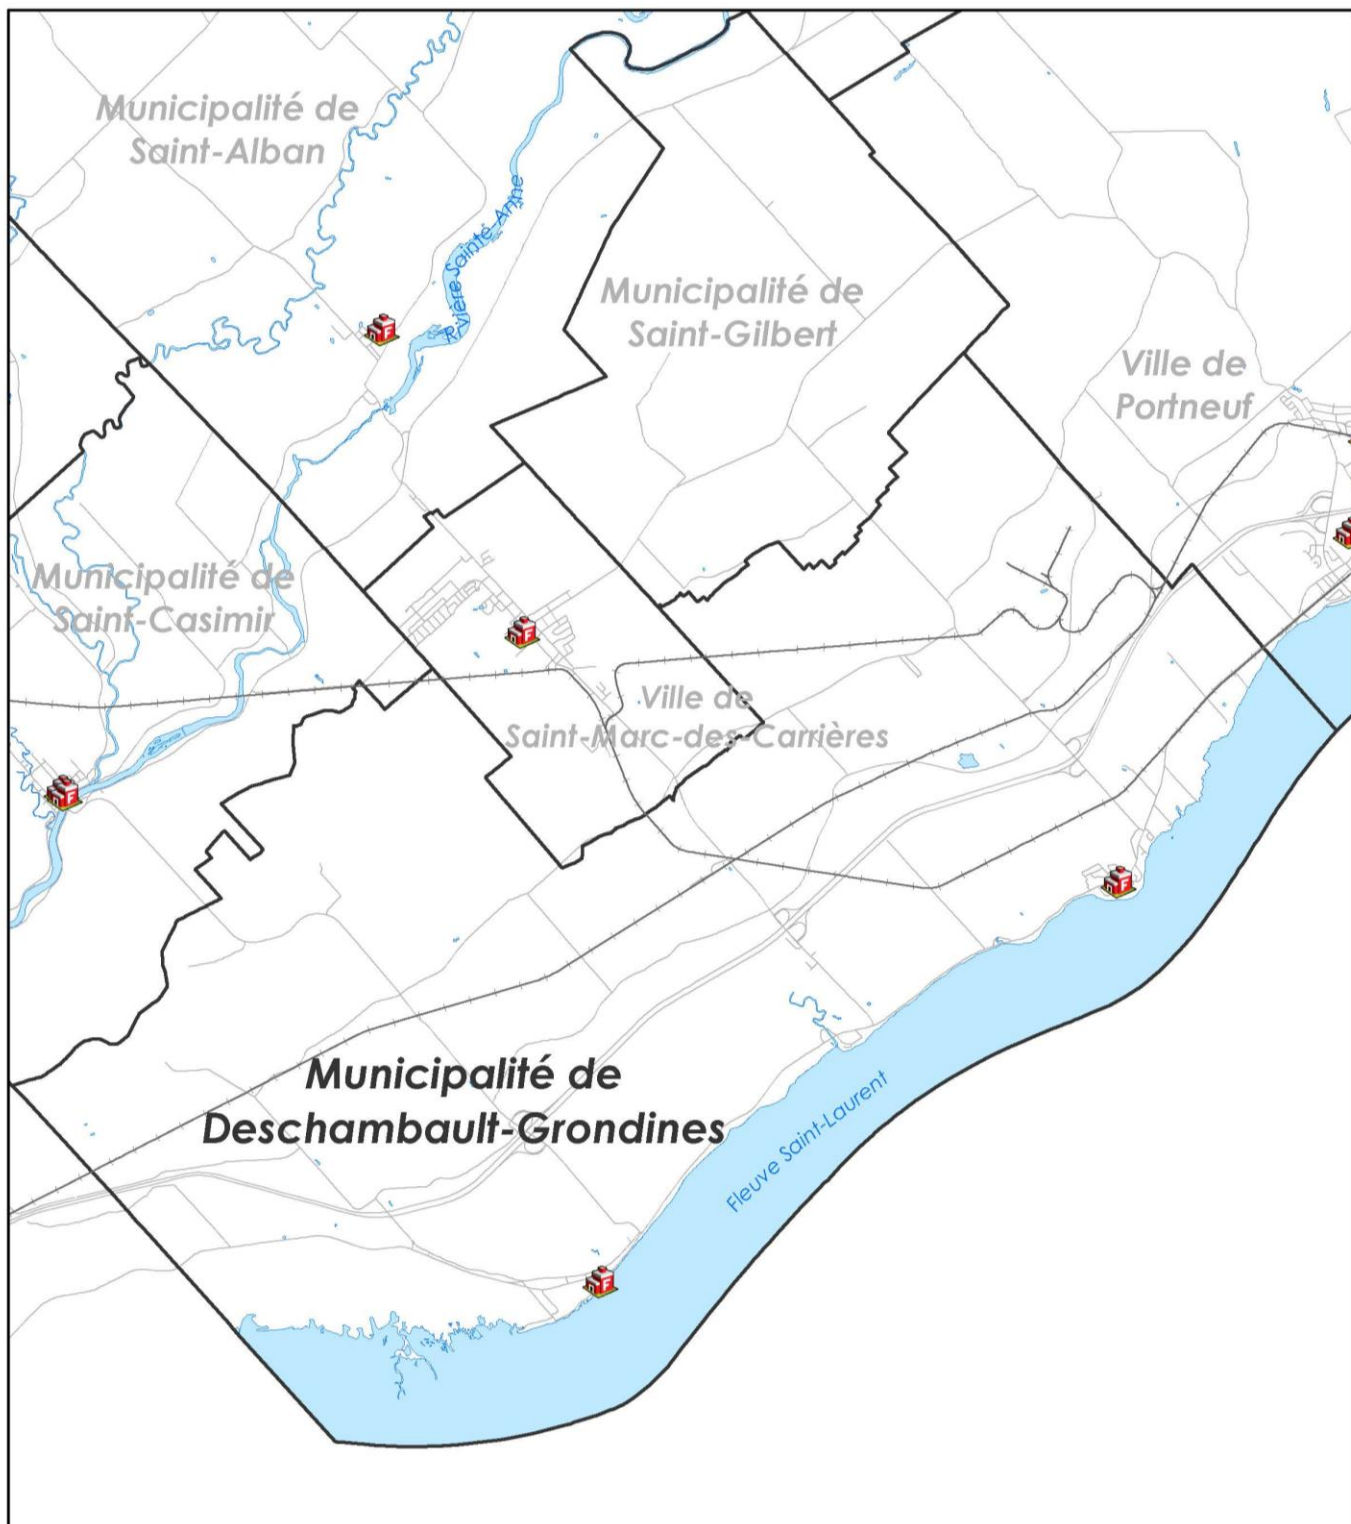 Municipalité de
Saint-Alban
Rivière Sainte-Anne
Municipalité de
Saint-Gilbert
Ville de
Portneuf
Municipalité de
Saint-Casimir
Ville de
Saint-Marc-des-Carrières
Municipalité de
Deschambault-Grondines
Fleuve Saint-Laurent
F
F
F
F
F